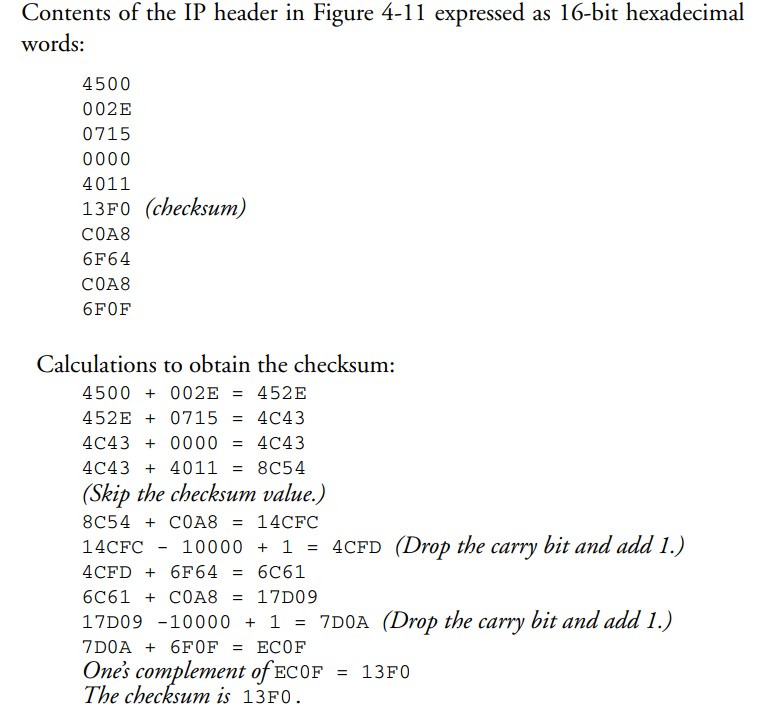 Contents of the IP header in Figure 4-11 expressed as 16-bit hexadecimal
words:
4500
002E
0715
0000
4011
13F0 (checksum)
C0A8
6F64
C0A8
6F0F
Calculations to obtain the checksum:
4500 + 002E = 452E
452E + 0715 = 4C43
4C43 + 0000 = 4C43
4C43 + 4011 = 8C54
(Skip the checksum value.)
8C54 + C0A8 = 14CFC
14CFC - 10000 + 1 = 4CFD (Drop the carry bit and add 1.)
4CFD + 6F64 = 6C61
6C61 + C0A8 = 17D09
17D09 -10000 + 1 = 7D0A (Drop the carry bit and add 1.)
7D0A + 6F0F = EC0F
One's complement of EC0F = 13F0
The checksum is 13F0.